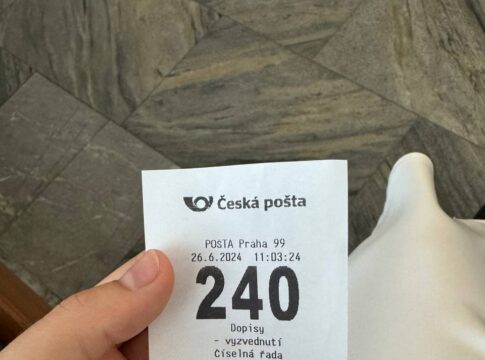 Česká pošta
POSTA Praha 99
26.6.2024 11:03:24
240
Dopisy
- vyzvednutí
Číselná řada